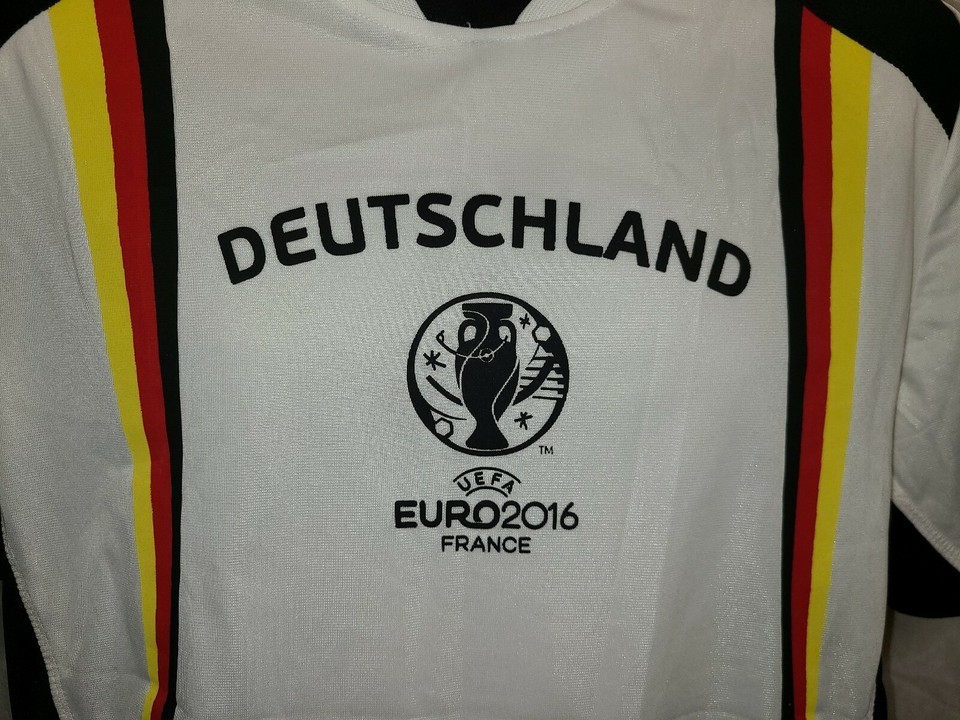 DEUTSCHLAND
TM
UEFA
EURO2016
FRANCE